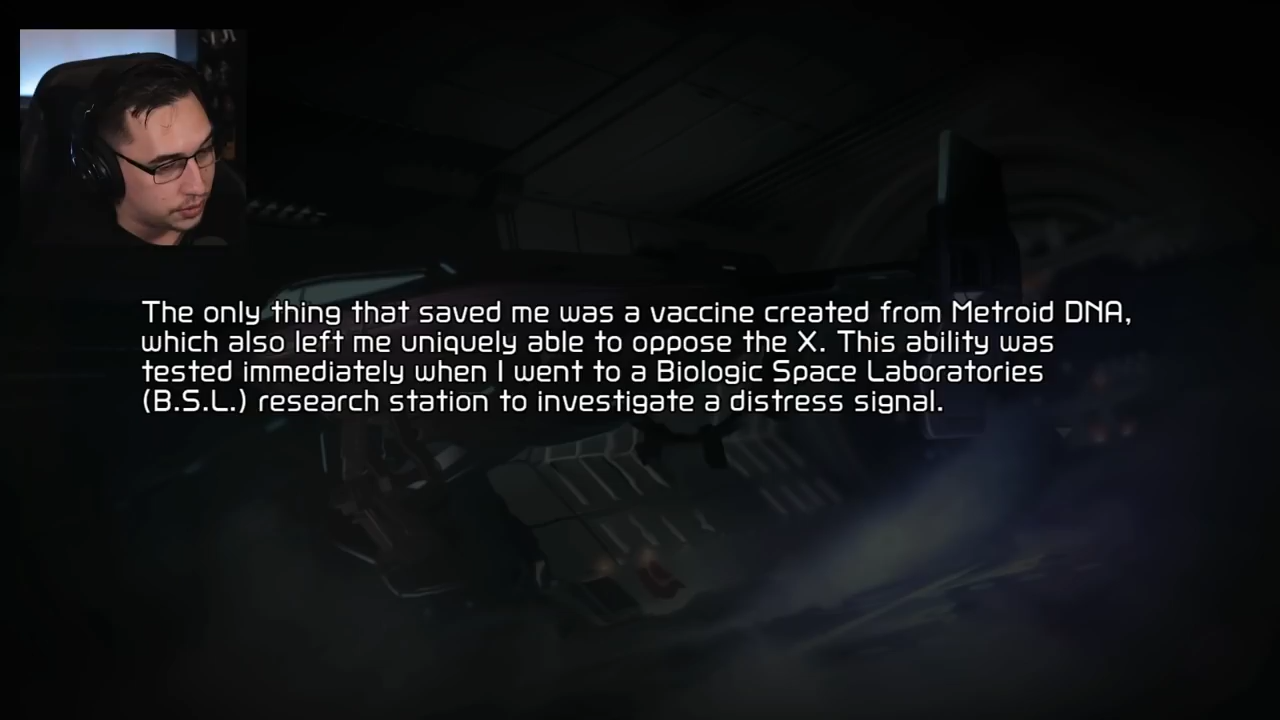 The only thing that saved me was a vaccine created from Metroid DNA,
which also left me uniquely able to oppose the X. This ability was
tested immediately when I went to a Biologic Space Laboratories
(B.S.L.) research station to investigate a distress signal.